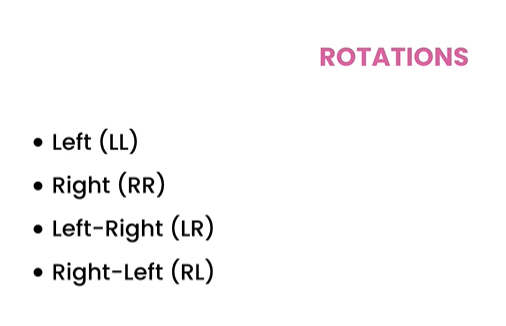 ROTATIONS
• Left (LL)
• Right (RR)
• Left-Right (LR)
• Right-Left (RL)